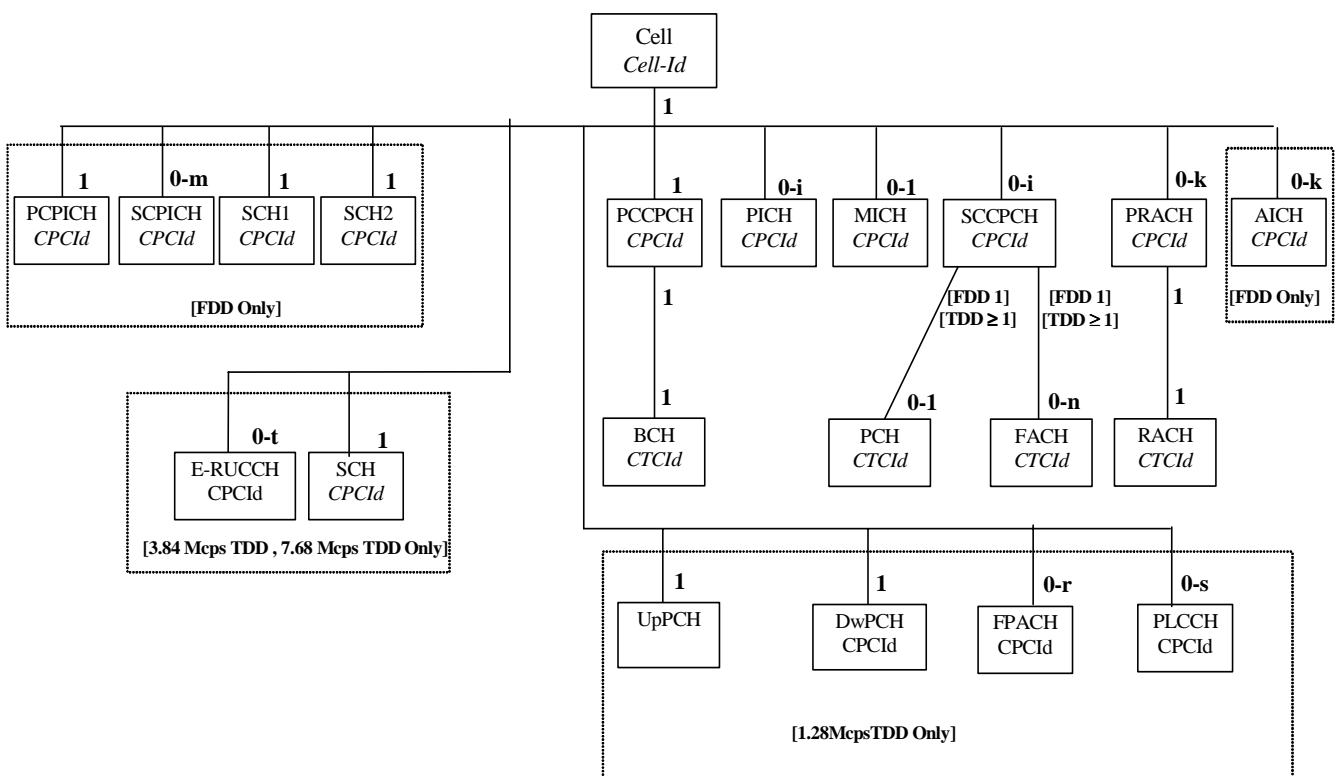 Cell
Cell-Id
1
1 0-m 1 1 1 0-i 0-1 0-i 0-k 0-k
PCPICH SCPICH SCH1 SCH2 PCCPCH PICH MICH SCCPCH PRACH AICH
CPCId CPCId CPCId CPCId CPCId CPCId CPCId CPCId CPCId CPCId
[FDD Only] 1 [FDD 1] [FDD 1] 1 [FDD Only]
[TDD ≥ 1] [TDD ≥ 1]
1 0-1 0-n 1
BCH PCH FACH RACH
CTCId CTCId CTCId CTCId
0-t 1
E-RUCCH SCH
CPCId CPCId
[3.84 Mcps TDD , 7.68 Mcps TDD Only]
1 1 0-r 0-s
UpPCH DwPCH FPACH PLCCH
CPCId CPCId CPCId
[1.28McpsTDD Only]